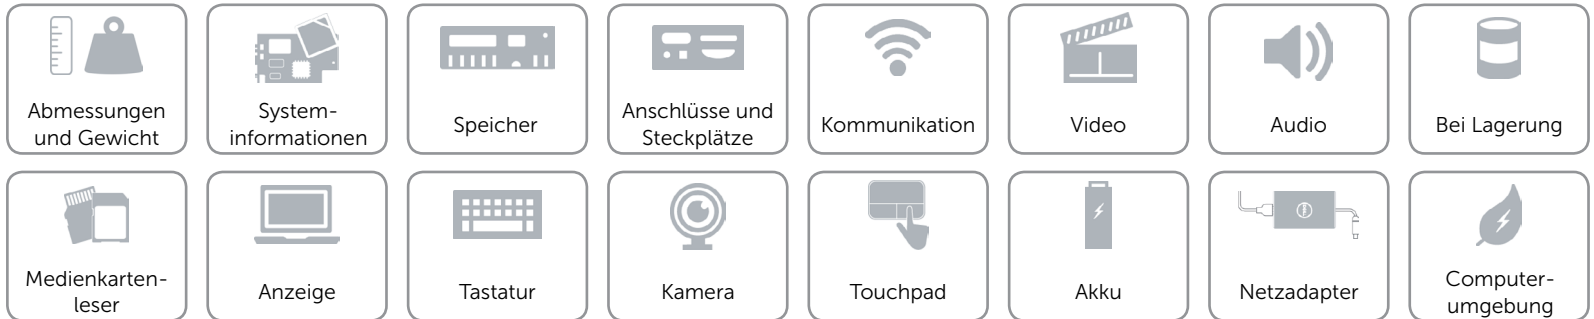 Abmessungen
und Gewicht
System-
informationen
Speicher
Anschlüsse und
Steckplätze
Kommunikation
Video
Audio
Bei Lagerung
Medienkarten-
leser
Anzeige
Tastatur
Kamera
Touchpad
Akku
Netzadapter
Computer-
umgebung